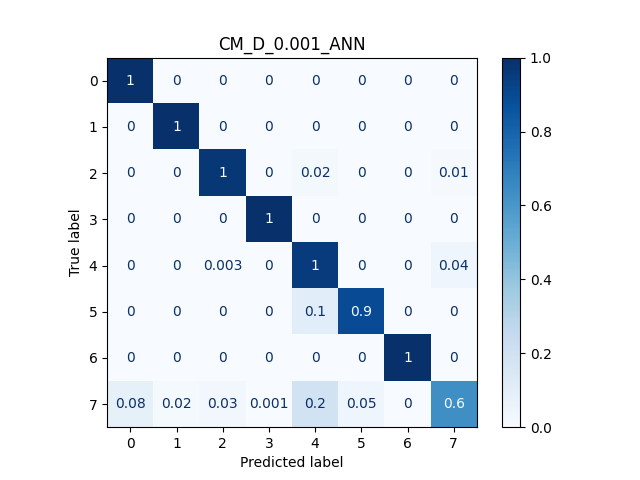 CM_D_0.001_ANN
0 1 0 0 0 0 0 0 0
1 0 1 0 0 0 0 0 0
2 0 0 1 0 0.02 0 0 0.01
3 0 0 0 1 0 0 0 0
4 0 0 0.003 0 1 0 0 0.04
5 0 0 0 0 0.1 0.9 0 0
6 0 0 0 0 0 0 1 0
7 0.08 0.02 0.03 0.001 0.2 0.05 0 0.6
0 1 2 3 4 5 6 7
Predicted label
True label
1.0
0.8
0.6
0.4
0.2
0.0